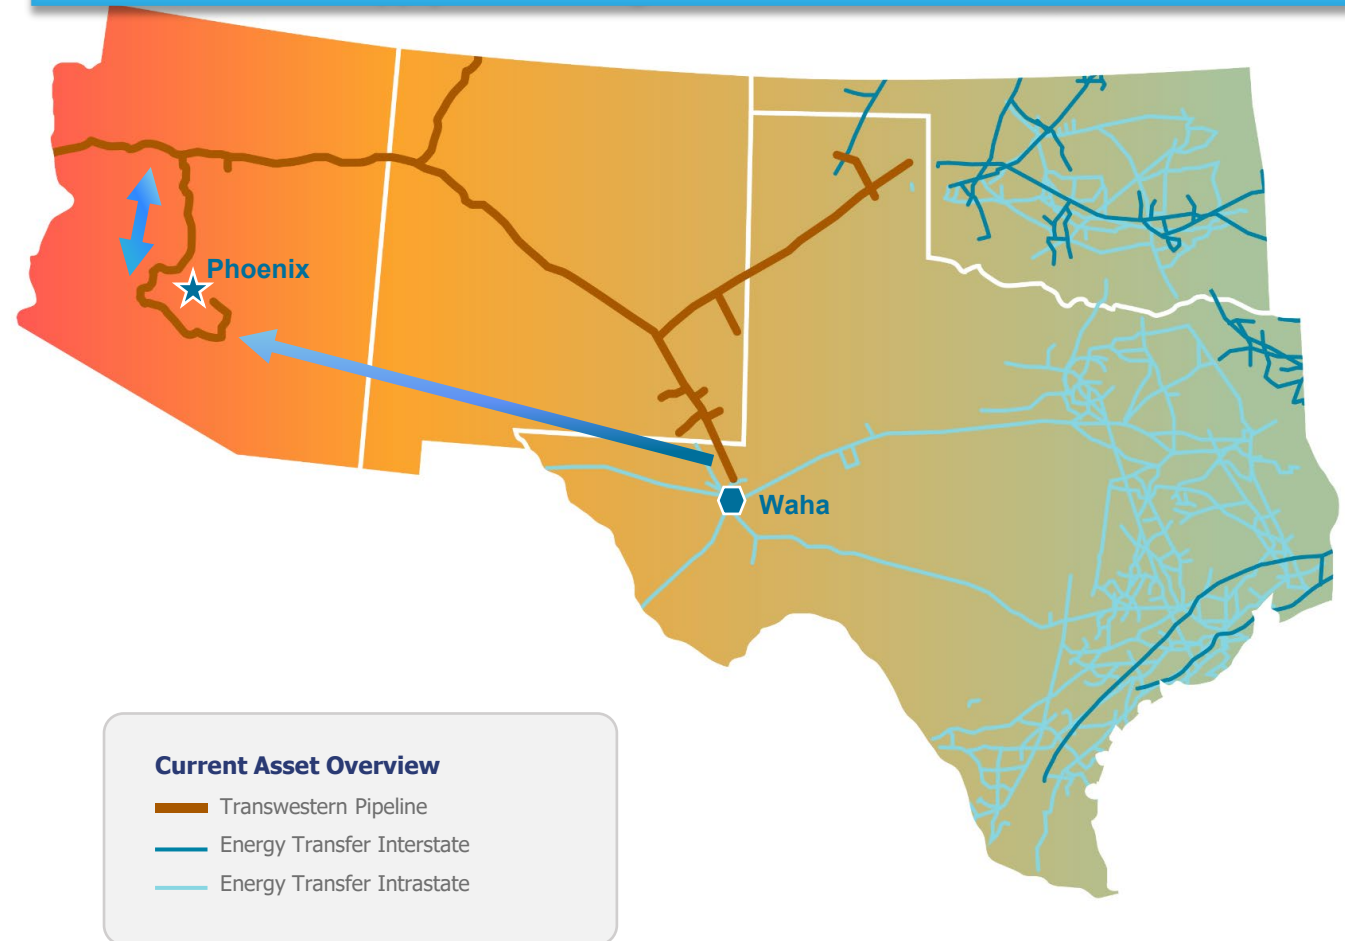 Phoenix
Waha
Current Asset Overview
Transwestern Pipeline
Energy Transfer Interstate
Energy Transfer Intrastate